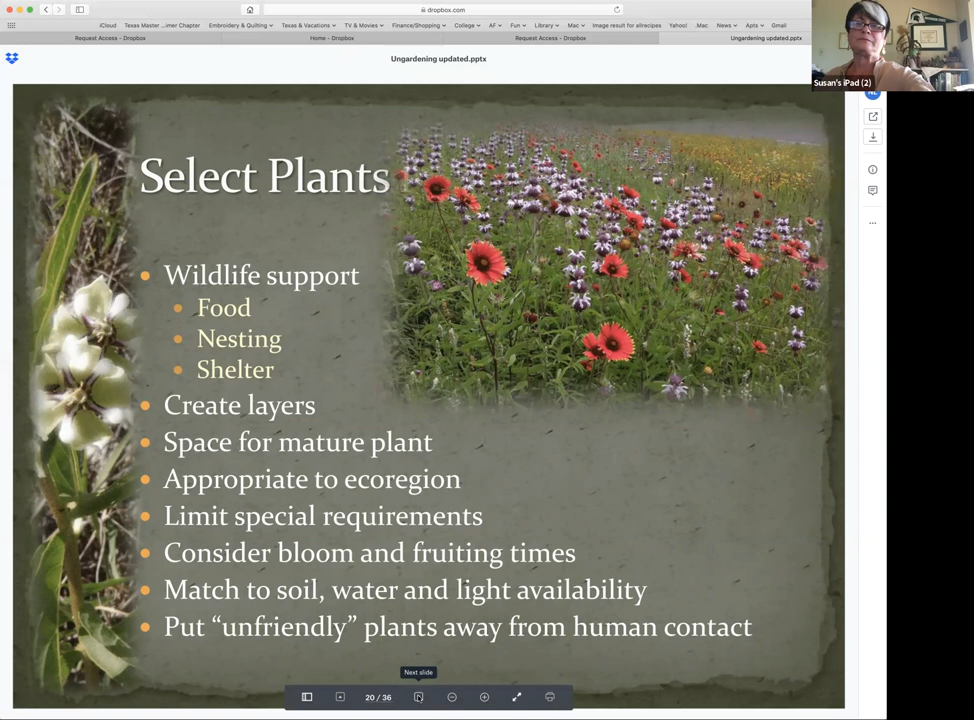 dropbox.com
iCloud Texas Master ...imer Chapter Embroidery & Quilting Texas & Vacations TV & Movies Finance/Shopping College AF Fun Library Mac Image result for allrecipes Yahoo! .Mac News Apts Gmail
Request Access - Dropbox Home - Dropbox Request Access - Dropbox Ungardening updated.pptx
Ungardening updated.pptx
Susan's iPad (2)
Select Plants
• Wildlife support
• Food
• Nesting
• Shelter
• Create layers
• Space for mature plant
• Appropriate to ecoregion
• Limit special requirements
• Consider bloom and fruiting times
• Match to soil, water and light availability
• Put “unfriendly” plants away from human contact
Next slide
20 / 36